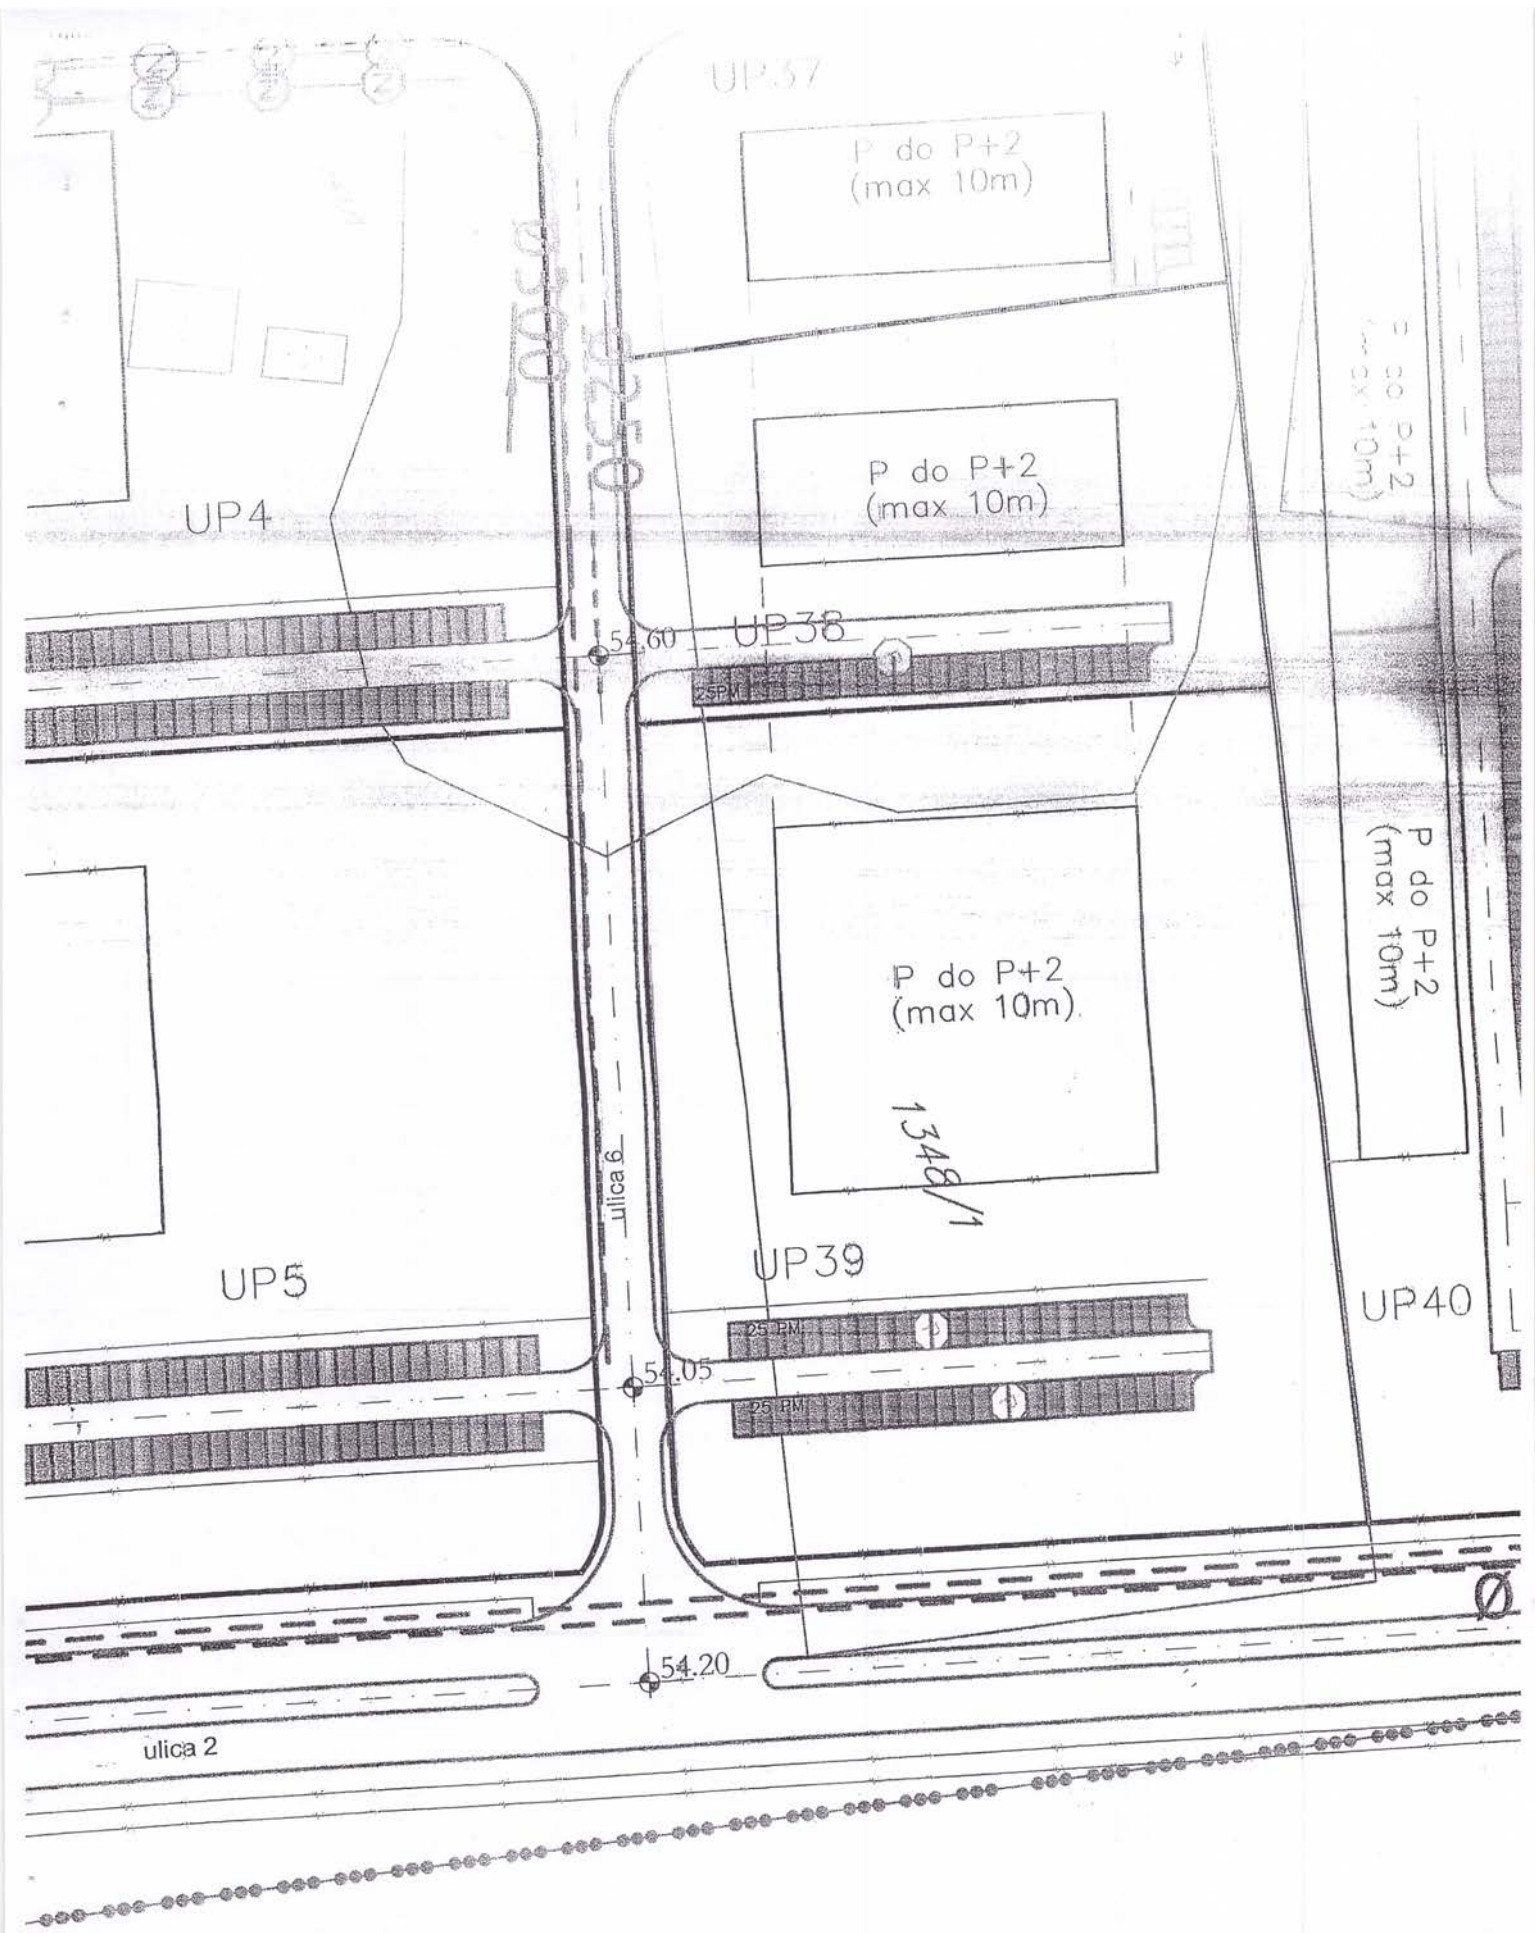 UP37
P do P+2
(max 10m)
P do P+2
(max 10m)
P do P+2
(max 10m)
UP4
54.60
UP38
25PM
P do P+2
(max 10m)
P do P+2
(max 10m)
1348/1
ulica 6
UP5
UP39
UP40
25 PM
54.05
25 PM
Ø
54.20
ulica 2